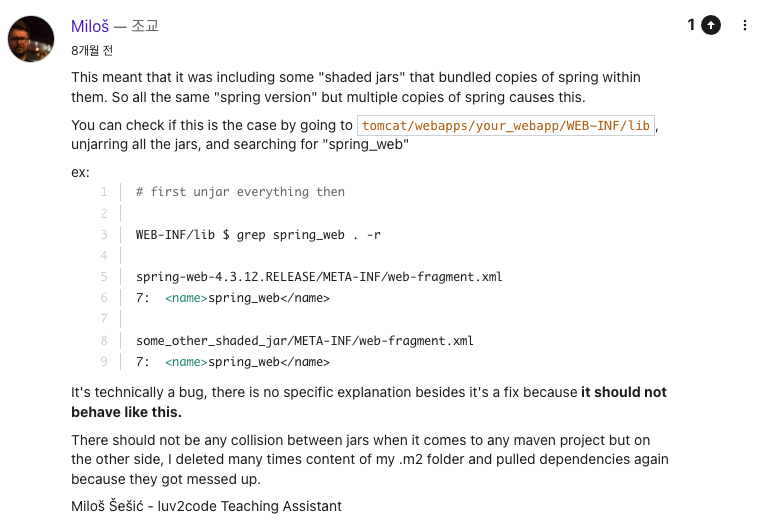 Miloš — 조교
1
8개월 전
This meant that it was including some "shaded jars" that bundled copies of spring within
them. So all the same "spring version" but multiple copies of spring causes this.
You can check if this is the case by going to tomcat/webapps/your_webapp/WEB-INF/lib,
unjarring all the jars, and searching for "spring_web"
ex:
1 # first unjar everything then
2
3 WEB-INF/lib $ grep spring_web . -r
4
5 spring-web-4.3.12.RELEASE/META-INF/web-fragment.xml
6 7:  <name>spring_web</name>
7
8 some_other_shaded_jar/META-INF/web-fragment.xml
9 7:  <name>spring_web</name>
It's technically a bug, there is no specific explanation besides it's a fix because it should not
behave like this.
There should not be any collision between jars when it comes to any maven project but on
the other side, I deleted many times content of my .m2 folder and pulled dependencies again
because they got messed up.
Miloš Šešić - luv2code Teaching Assistant